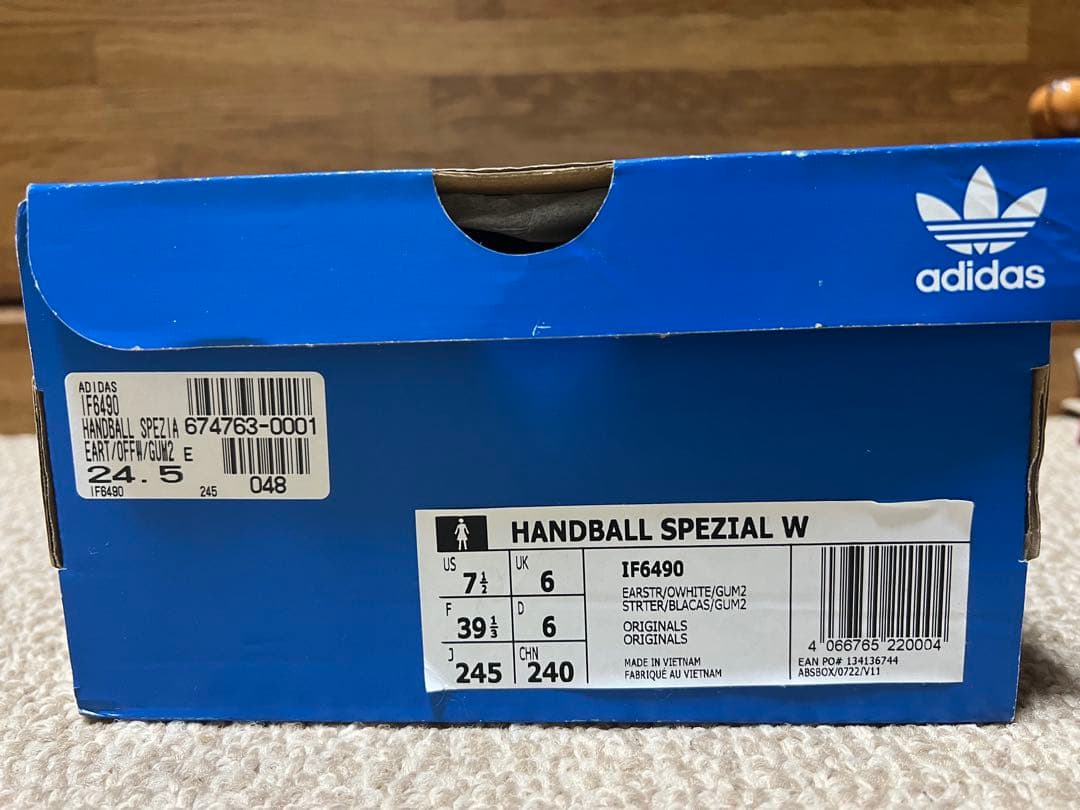 adidas
ADIDAS
IF6490
HANDBALL SPEZIA 674763-0001
EART/OFFW/GUM2 E
24.5
IF6490 245 048
HANDBALL SPEZIAL W
US 7½ UK 6
F 39⅓ D 6
J 245 CHN 240
IF6490
EARSTR/OWHITE/GUM2
STRTER/BLACAS/GUM2
ORIGINALS
ORIGINALS
MADE IN VIETNAM
FABRIQUÉ AU VIETNAM
4 066765 220004
EAN PO# 134136744
ABSBOX/0722/V11